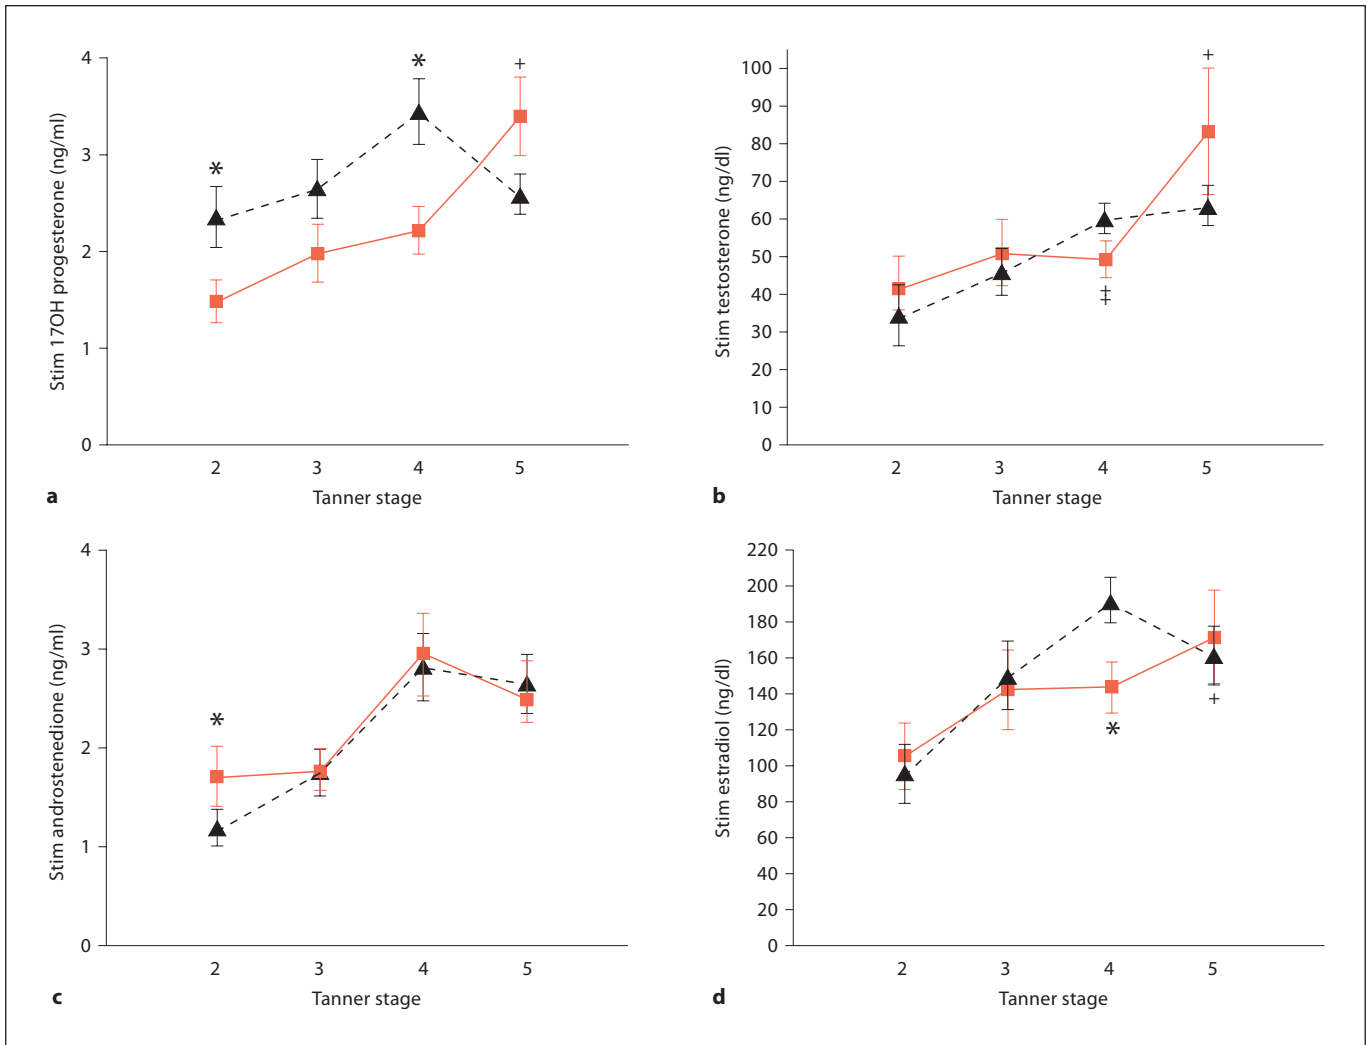 Stim 17OH progesterone (ng/ml)
4
3
2
1
0
*
*
+
2 3 4 5
Tanner stage
a
Stim testosterone (ng/dl)
100
90
80
70
60
50
40
30
20
10
0
+
‡
2 3 4 5
Tanner stage
b
Stim androstenedione (ng/ml)
4
3
2
1
0
*
2 3 4 5
Tanner stage
c
Stim estradiol (ng/dl)
220
200
180
160
140
120
100
80
60
40
20
0
*
+
2 3 4 5
Tanner stage
d